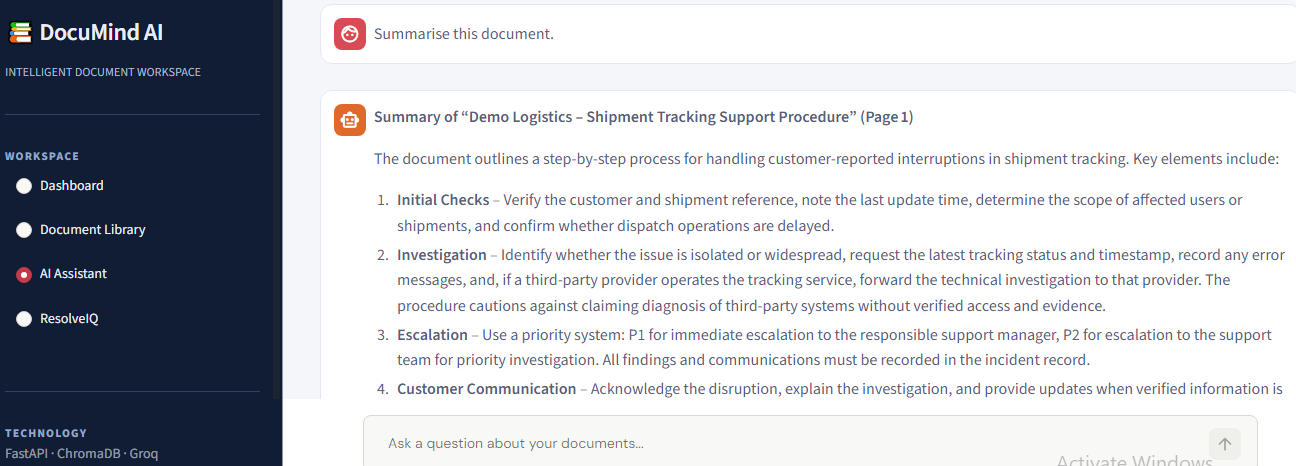 DocuMind AI
INTELLIGENT DOCUMENT WORKSPACE
WORKSPACE
Dashboard
Document Library
AI Assistant
ResolveIQ
TECHNOLOGY
FastAPI · ChromaDB · Groq
Summarise this document.
Summary of “Demo Logistics – Shipment Tracking Support Procedure” (Page 1)
The document outlines a step-by-step process for handling customer-reported interruptions in shipment tracking. Key elements include:
1. Initial Checks – Verify the customer and shipment reference, note the last update time, determine the scope of affected users or
shipments, and confirm whether dispatch operations are delayed.
2. Investigation – Identify whether the issue is isolated or widespread, request the latest tracking status and timestamp, record any error
messages, and, if a third-party provider operates the tracking service, forward the technical investigation to that provider. The
procedure cautions against claiming diagnosis of third-party systems without verified access and evidence.
3. Escalation – Use a priority system: P1 for immediate escalation to the responsible support manager, P2 for escalation to the support
team for priority investigation. All findings and communications must be recorded in the incident record.
4. Customer Communication – Acknowledge the disruption, explain the investigation, and provide updates when verified information is
Ask a question about your documents...
Activate Windows